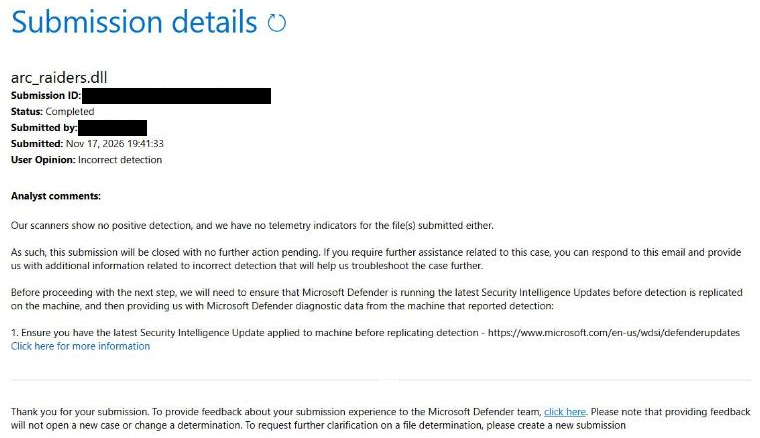 Submission details
arc_raiders.dll
Submission ID:
Status: Completed
Submitted by:
Submitted: Nov 17, 2026 19:41:33
User Opinion: Incorrect detection
Analyst comments:
Our scanners show no positive detection, and we have no telemetry indicators for the file(s) submitted either.
As such, this submission will be closed with no further action pending. If you require further assistance related to this case, you can respond to this email and provide
us with additional information related to incorrect detection that will help us troubleshoot the case further.
Before proceeding with the next step, we will need to ensure that Microsoft Defender is running the latest Security Intelligence Updates before detection is replicated
on the machine, and then providing us with Microsoft Defender diagnostic data from the machine that reported detection:
1. Ensure you have the latest Security Intelligence Update applied to machine before replicating detection - https://www.microsoft.com/en-us/wdsi/defenderupdates
Click here for more information
Thank you for your submission. To provide feedback about your submission experience to the Microsoft Defender team, click here. Please note that providing feedback
will not open a new case or change a determination. To request further clarification on a file determination, please create a new submission